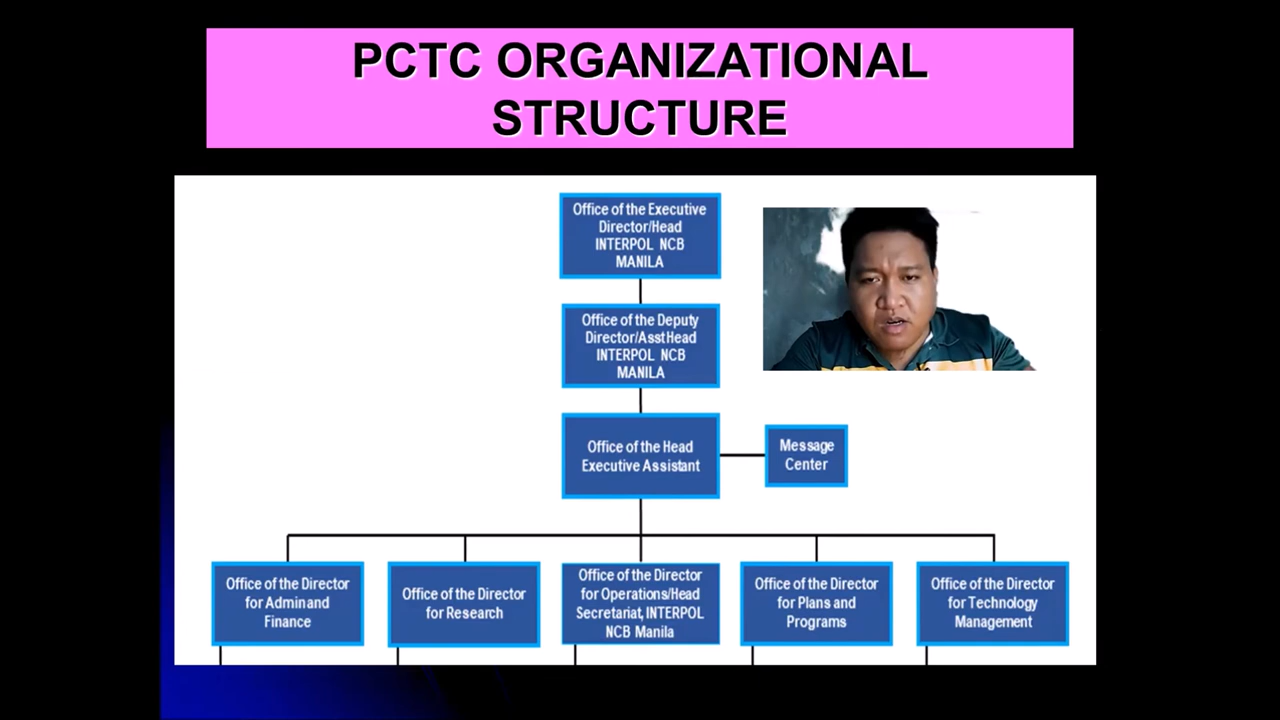 PCTC ORGANIZATIONAL
STRUCTURE
Office of the Executive
Director/Head
INTERPOL NCB
MANILA
Office of the Deputy
Director/AsstHead
INTERPOL NCB
MANILA
Office of the Head
Executive Assistant
Message
Center
Office of the Director
for Adminand
Finance
Office of the Director
for Research
Office of the Director
for Operations/Head
Secretariat, INTERPOL
NCB Manila
Office of the Director
for Plans and
Programs
Office of the Director
for Technology
Management